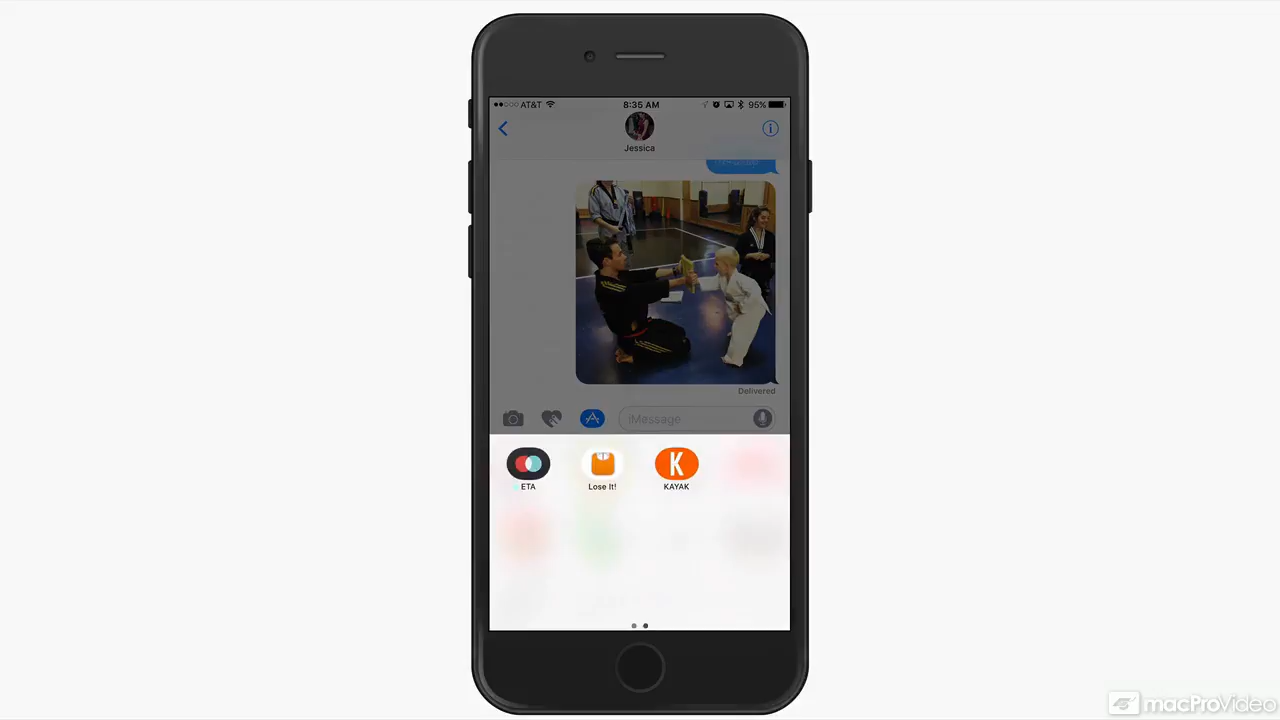 AT&T 8:35 AM 95%
Jessica
Delivered
iMessage
ETA
Lose It!
K
KAYAK
macProVideo